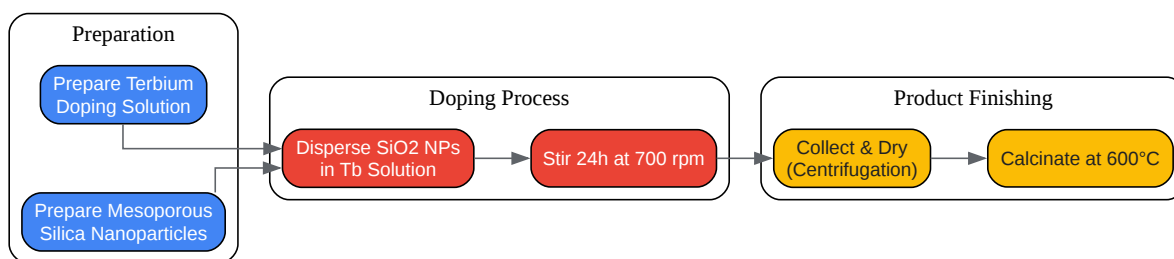 Preparation
Prepare Terbium
Doping Solution
Prepare Mesoporous
Silica Nanoparticles
Doping Process
Disperse SiO2 NPs
in Tb Solution
Stir 24h at 700 rpm
Product Finishing
Collect & Dry
(Centrifugation)
Calcinate at 600°C